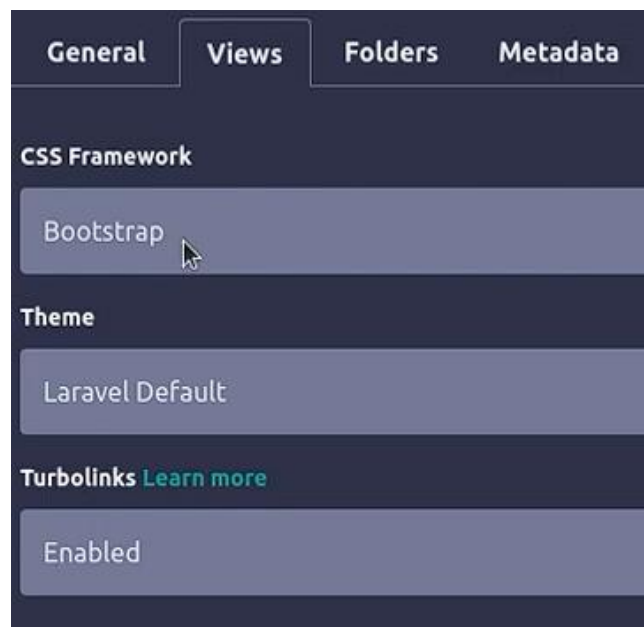 General Views Folders Metadata
CSS Framework
Bootstrap
Theme
Laravel Default
Turbolinks Learn more
Enabled